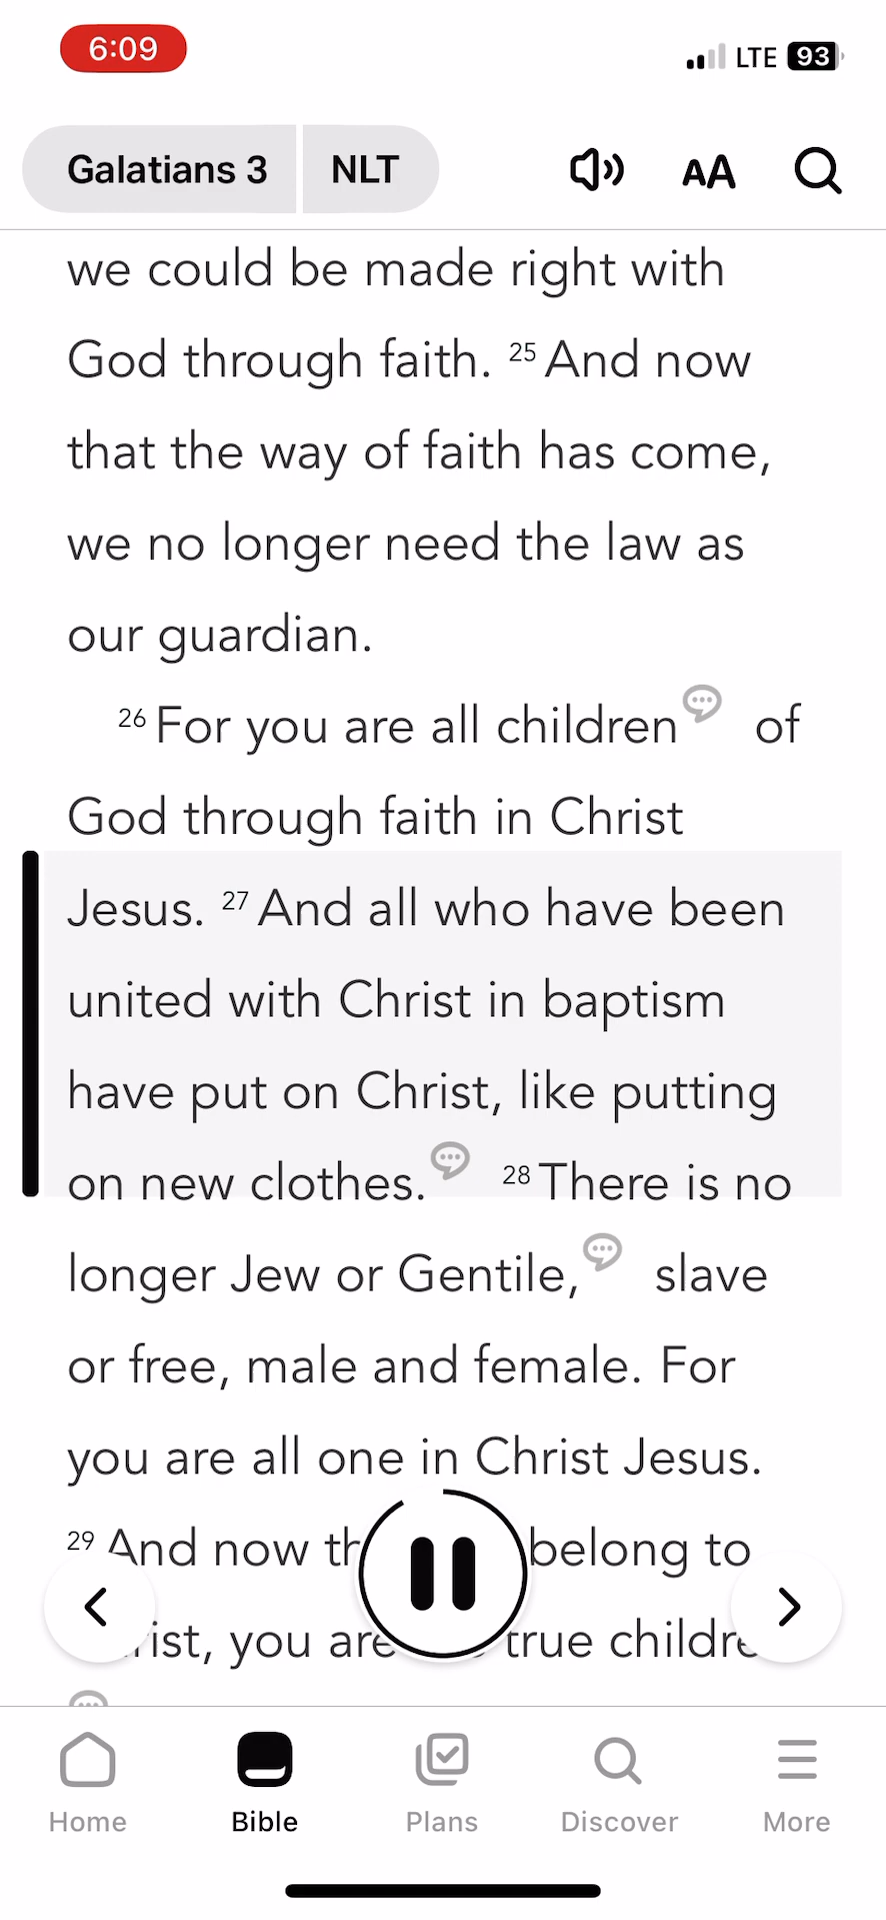 6:09
LTE 93
Galatians 3 NLT AA
we could be made right with
God through faith. 25 And now
that the way of faith has come,
we no longer need the law as
our guardian.
26 For you are all children of
God through faith in Christ
Jesus. 27 And all who have been
united with Christ in baptism
have put on Christ, like putting
on new clothes. 28 There is no
longer Jew or Gentile, slave
or free, male and female. For
you are all one in Christ Jesus.
29 And now belong to
you are true
Home Bible Plans Discover More